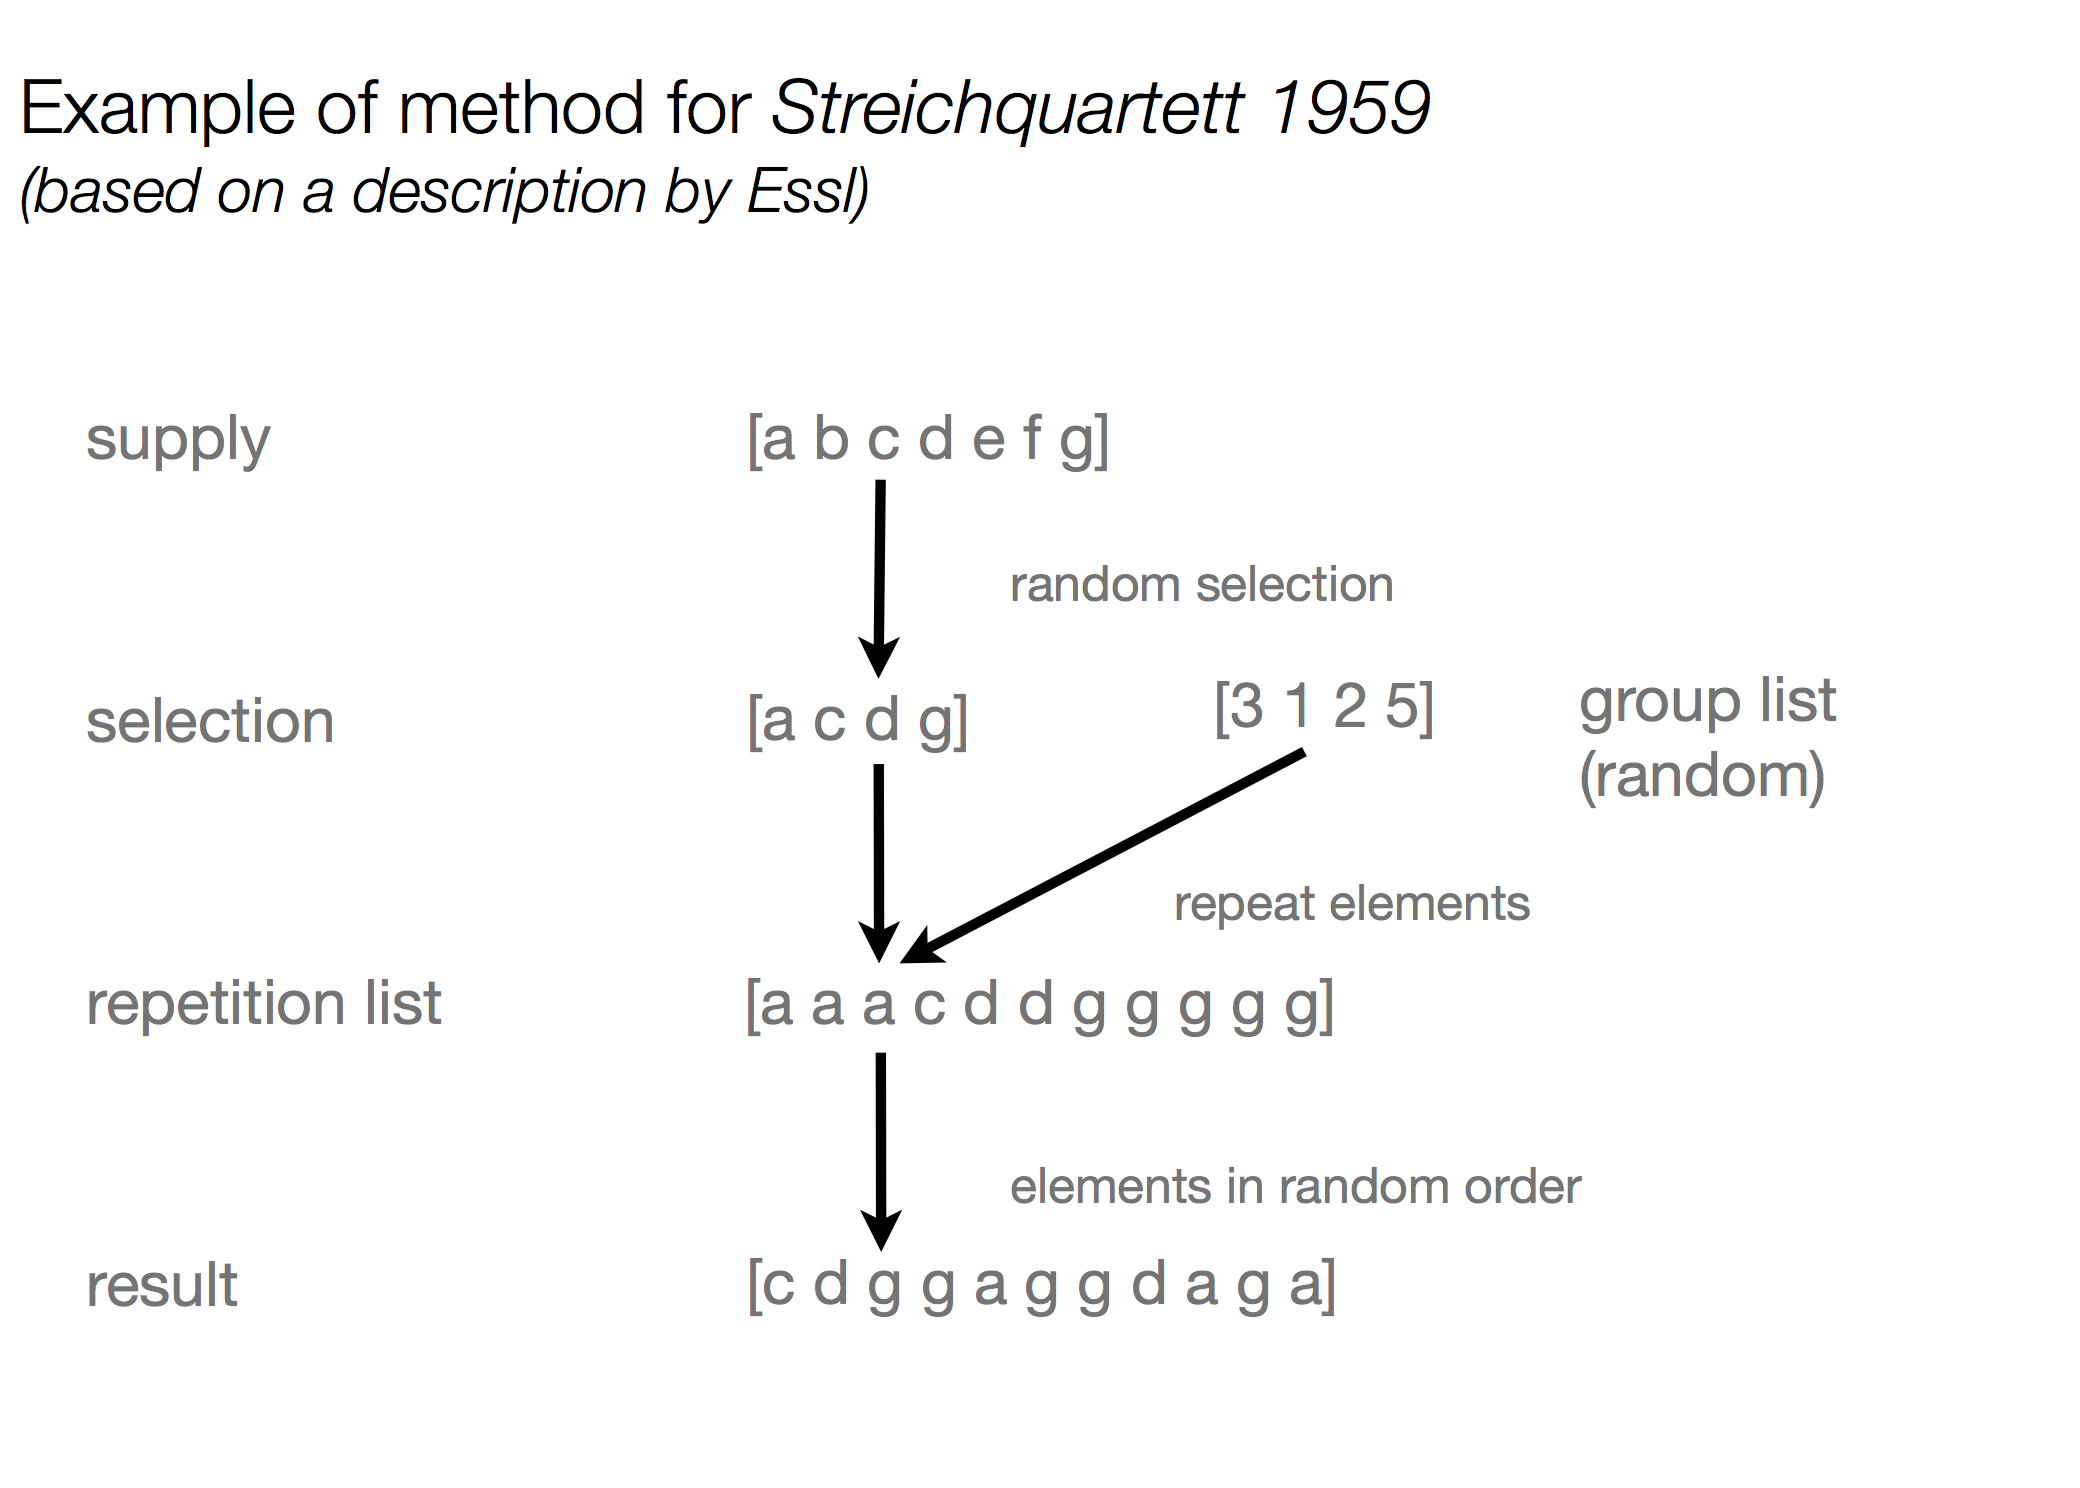 Example of method for Streichquartett 1959
(based on a description by Essl)
supply [a b c d e f g]
random selection
selection [a c d g] [3 1 2 5] group list
(random)
repeat elements
repetition list [a a a c d d g g g g g]
elements in random order
result [c d g g a g g d a g a]